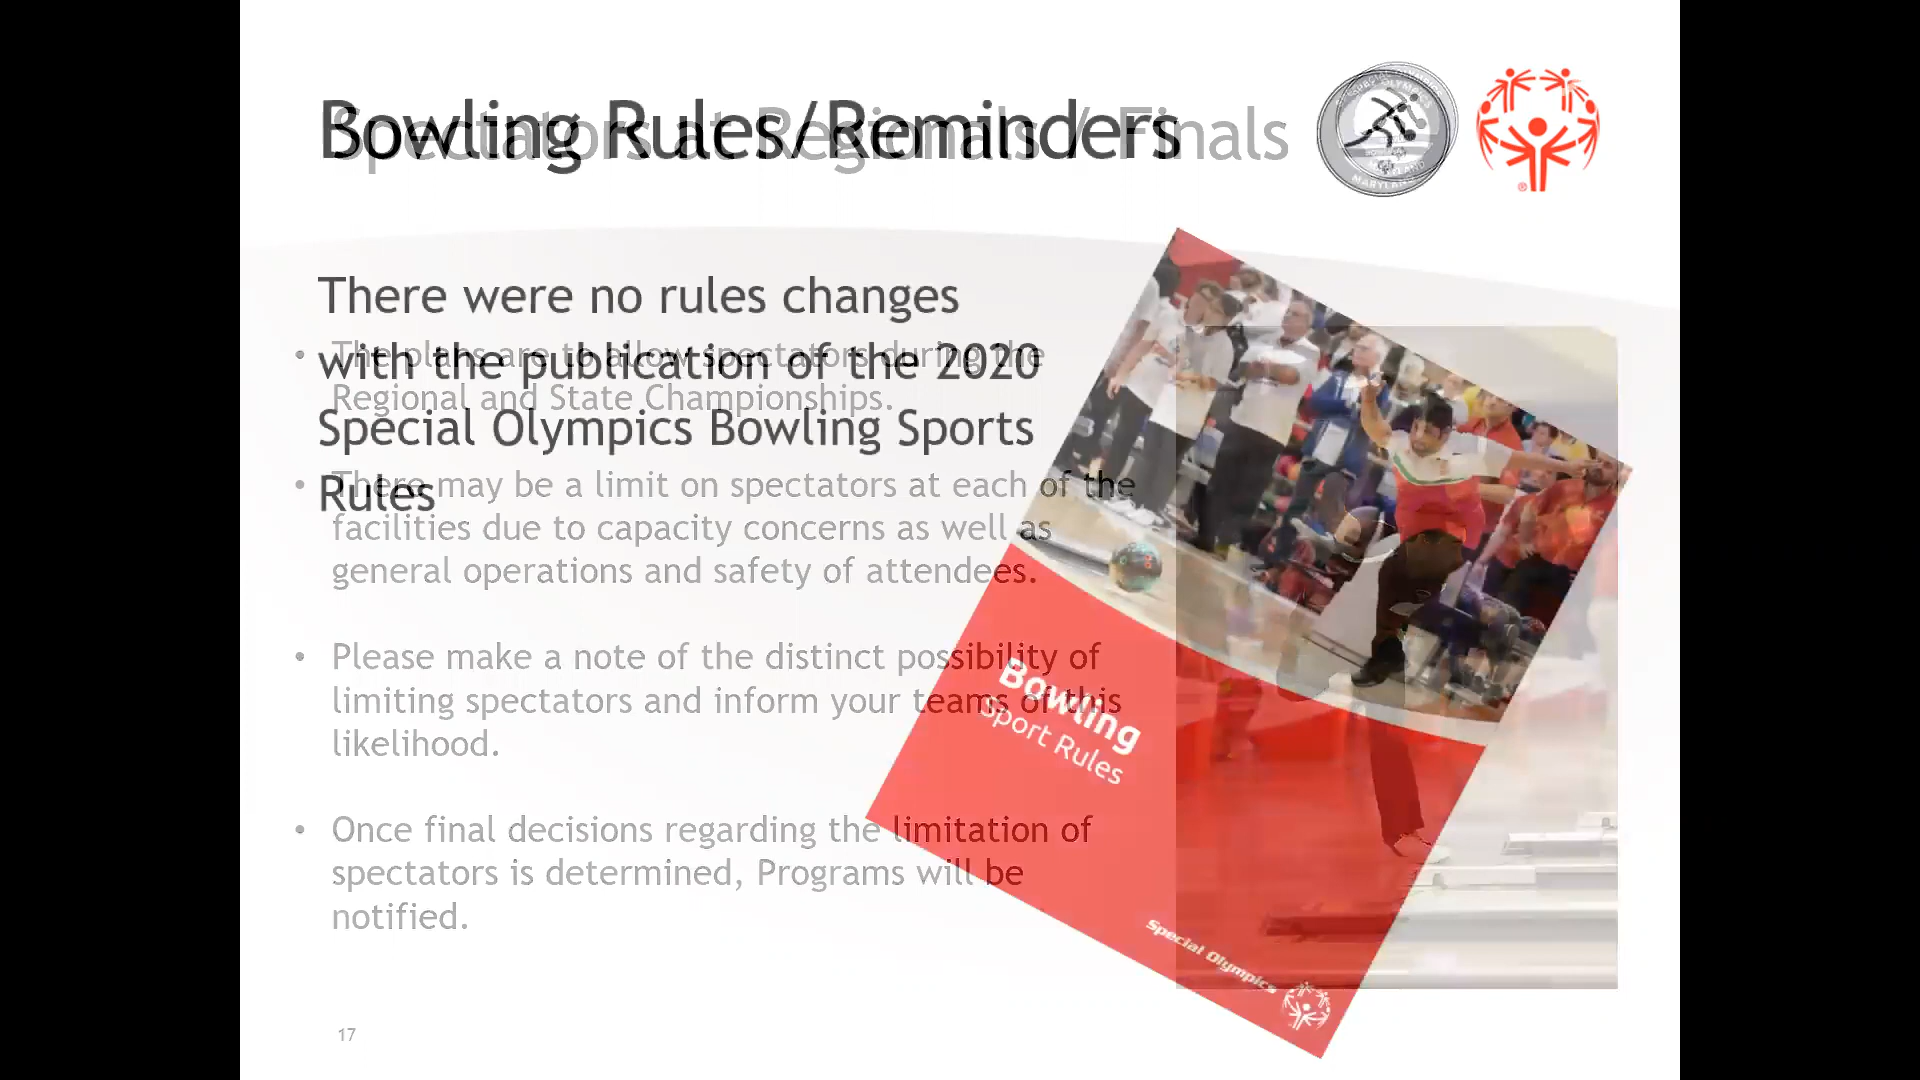 Bowling Rules/Reminders
Spectators at Regionals / Finals
There were no rules changes
with the publication of the 2020
Special Olympics Bowling Sports
Rules
• The plans are to allow spectators during the
Regional and State Championships.
• There may be a limit on spectators at each of the
facilities due to capacity concerns as well as
general operations and safety of attendees.
• Please make a note of the distinct possibility of
limiting spectators and inform your teams of this
likelihood.
• Once final decisions regarding the limitation of
spectators is determined, Programs will be
notified.
Bowling
Sport Rules
Special Olympics
MARYLAND
17